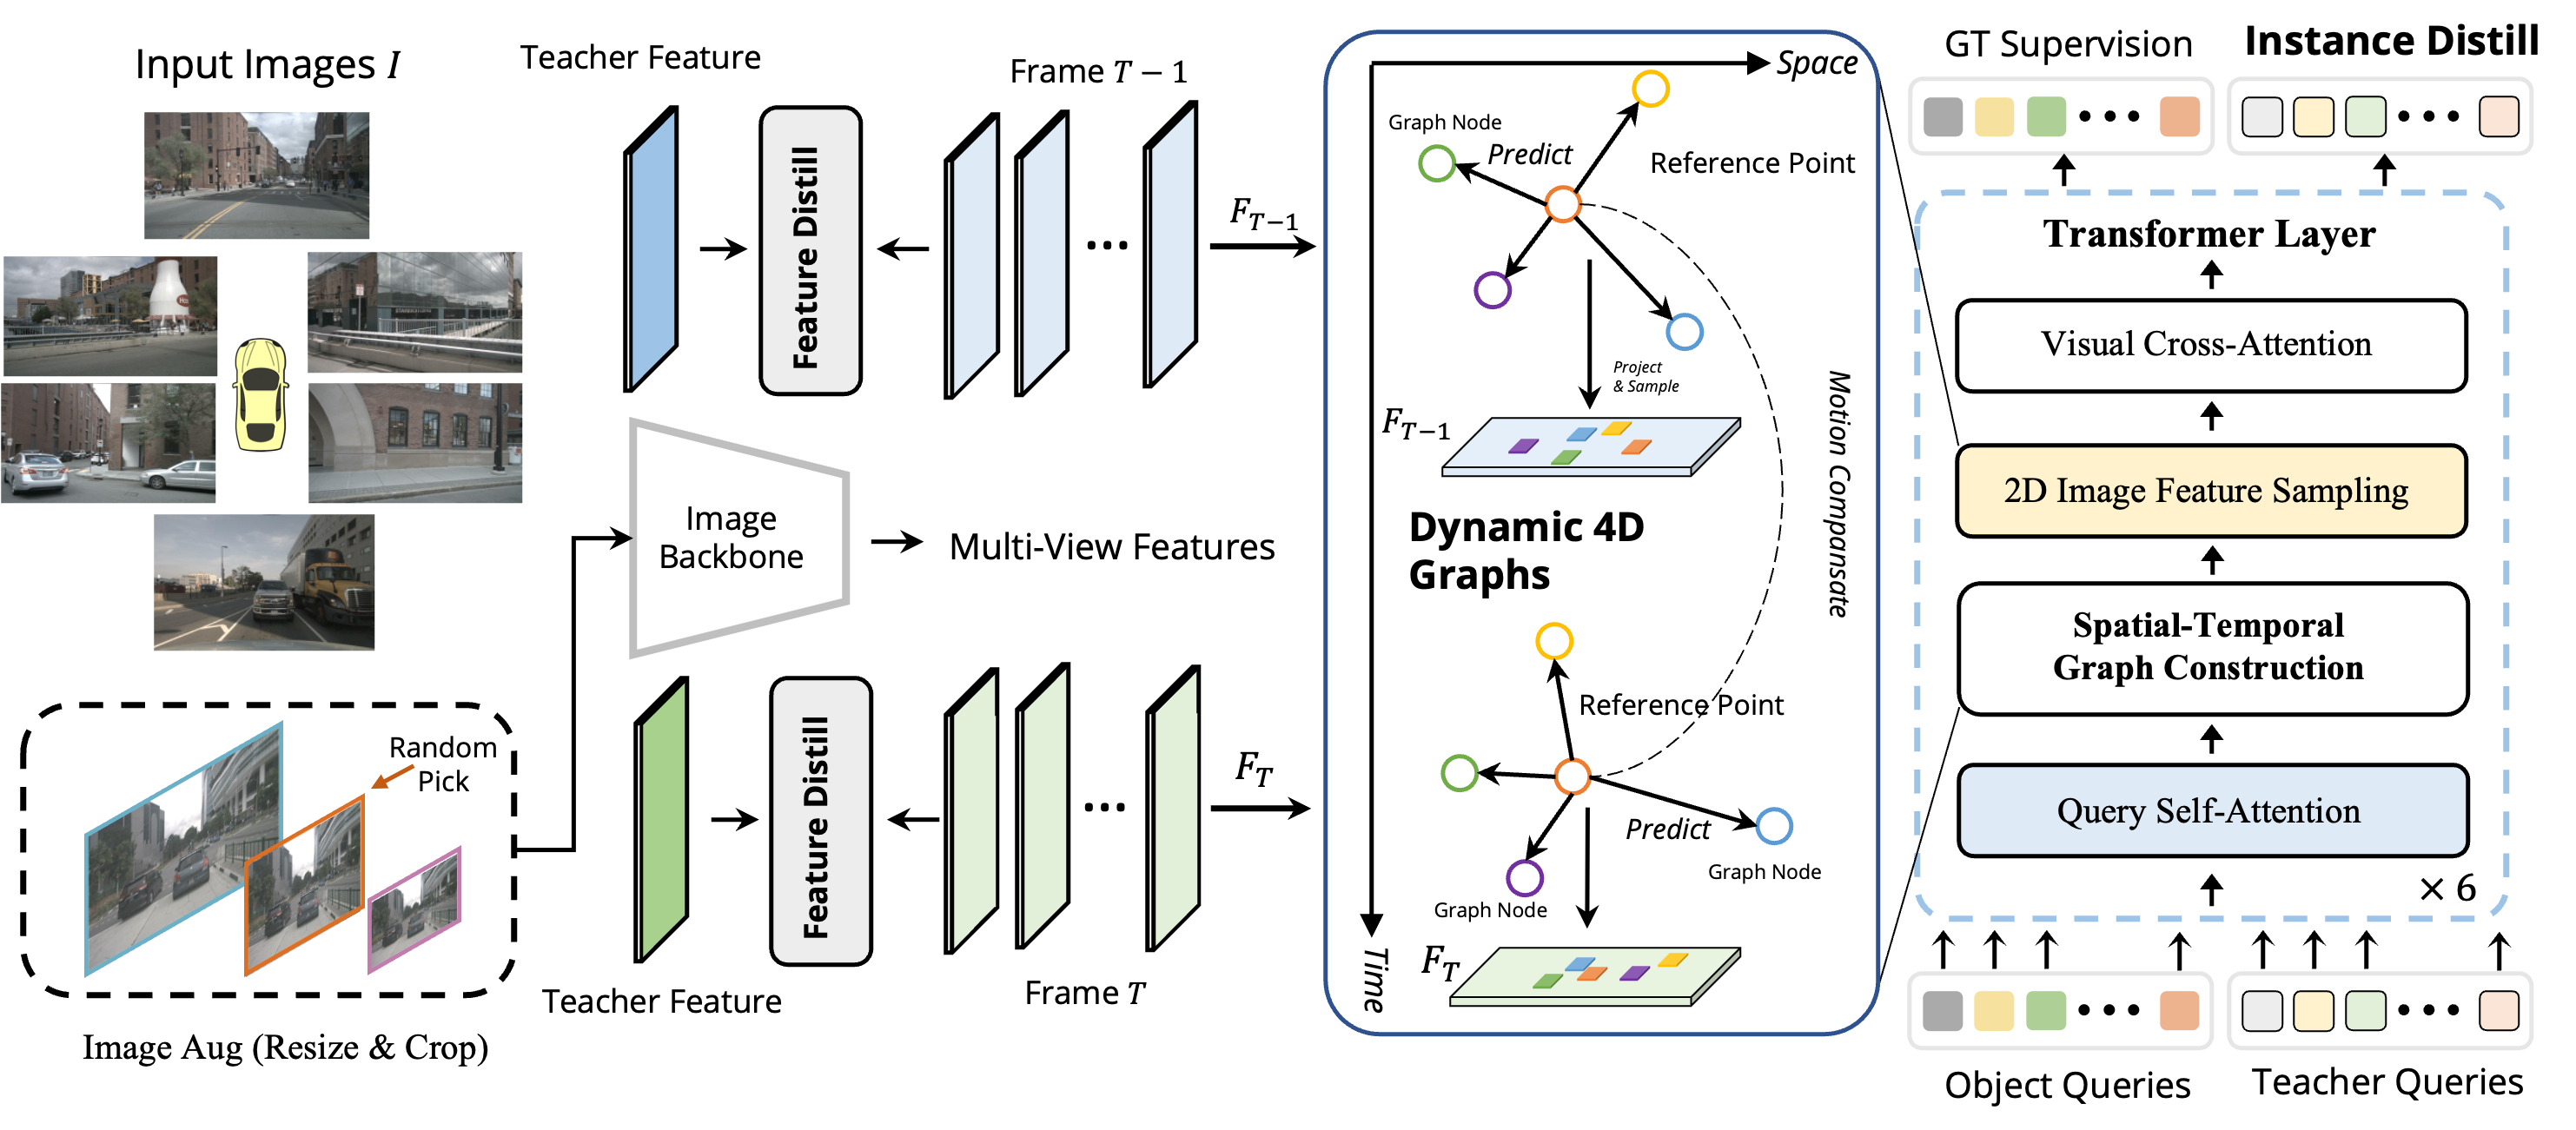 Input Images I
Random
Pick
Image Aug (Resize & Crop)
Teacher Feature
Feature Distill
Frame T − 1
F_{T−1}
Image
Backbone
Multi-View Features
Feature Distill
F_T
Teacher Feature
Frame T
Space
Graph Node
Predict
Reference Point
Project
& Sample
F_{T−1}
Motion Compansate
Dynamic 4D
Graphs
Reference Point
Predict
Graph Node
Graph Node
F_T
Time
GT Supervision
Instance Distill
Transformer Layer
Visual Cross-Attention
2D Image Feature Sampling
Spatial-Temporal
Graph Construction
Query Self-Attention
× 6
Object Queries
Teacher Queries